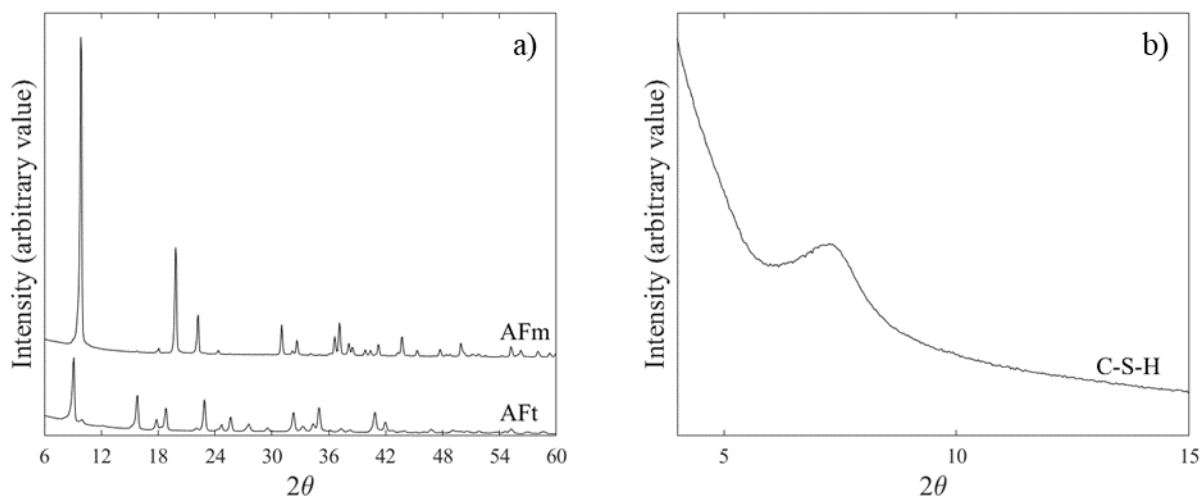 a)
Intensity (arbitrary value)
AFm
AFt
6 12 18 24 30 36 42 48 54 60
2θ
b)
Intensity (arbitrary value)
C-S-H
5 10 15
2θ